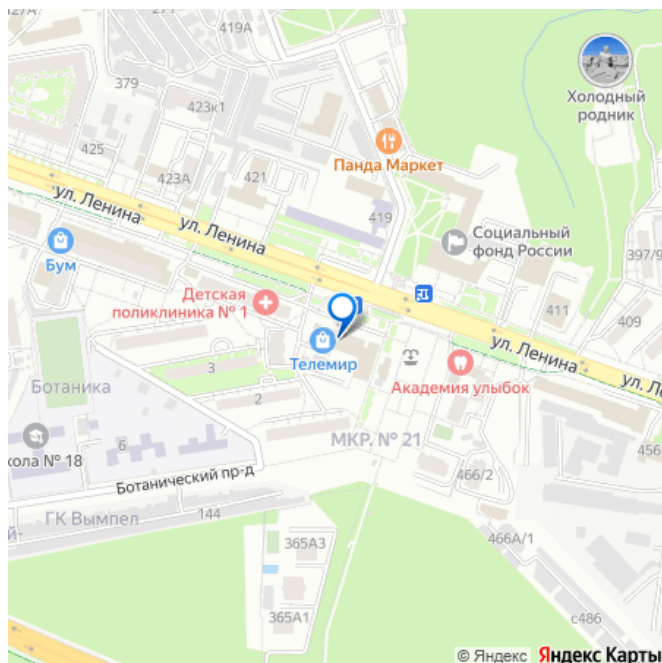 419А
271
379
423к1
Холодный
родник
Панда Маркет
425
423А
421
419
ул. Ленина
ул. Ленина
Социальный
фонд России
397/9
Бум
Детская
поликлиника № 1
411
409
ул. Ленина
Телемир
3
Академия улыбок
ул. Л
Ботаника
2
МКР. № 21
6
кола № 18
456
466/2
Ботанический пр-д
ГК Вымпел
144
365А3
466А/1
365А1
с486
© Яндекс Яндекс Карты